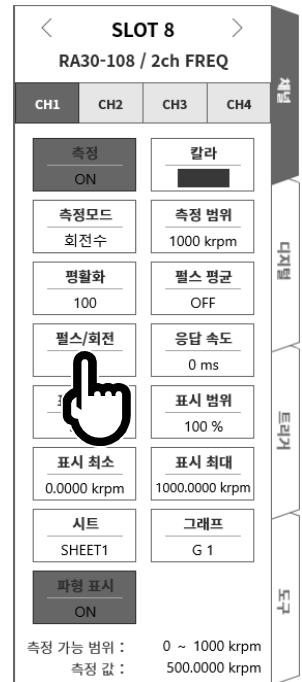 SLOT 8
RA30-108 / 2ch FREQ
CH1 CH2 CH3 CH4
채널
디지털
트리거
도구
측정 칼라
ON
측정모드 측정 범위
회전수 1000 krpm
평활화 펄스 평균
100 OFF
펄스/회전 응답 속도
0 ms
표시 범위
100 %
표시 최소 표시 최대
0.0000 krpm 1000.0000 krpm
시트 그래프
SHEET1 G 1
파형 표시
ON
측정 가능 범위 : 0 ~ 1000 krpm
측정 값 : 500.0000 krpm